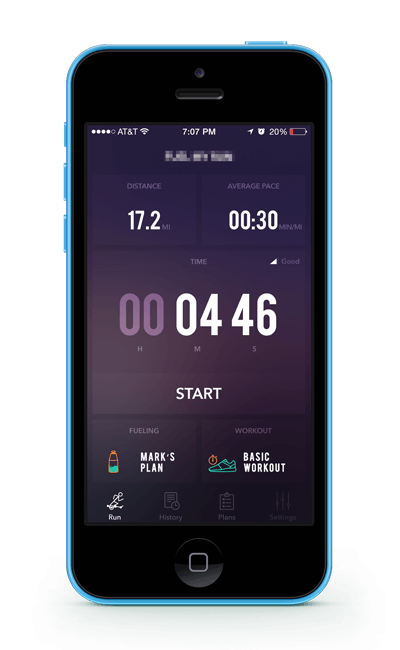 AT&T 7:07 PM 20%
DISTANCE AVERAGE PACE
17.2 MI 00:30 MIN/MI
TIME Good
00 04 46
H M S
START
FUELING WORKOUT
MARK'S PLAN
BASIC WORKOUT
Run History Plans Settings